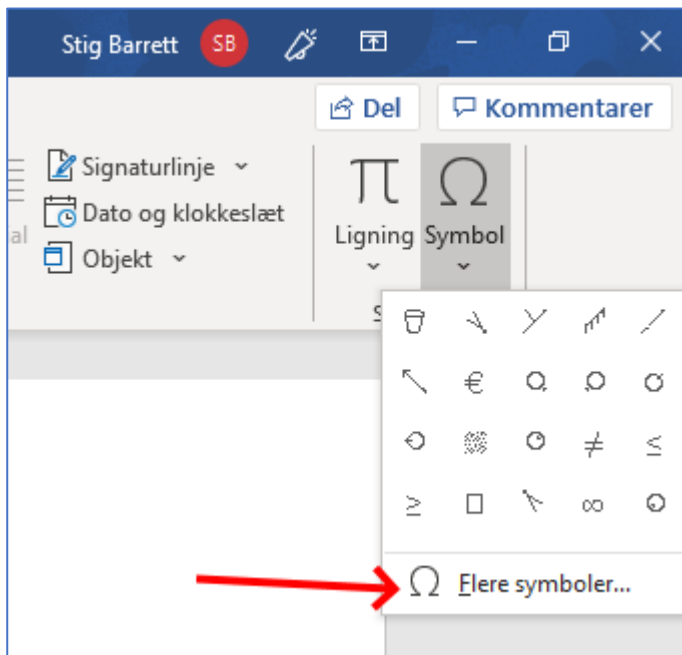 Stig Barrett SB
Del Kommentarer
Signaturlinje
Dato og klokkeslæt
Objekt
π Ω
Ligning Symbol
€
≠ ≤
≥ □ ∞
Ω Flere symboler...